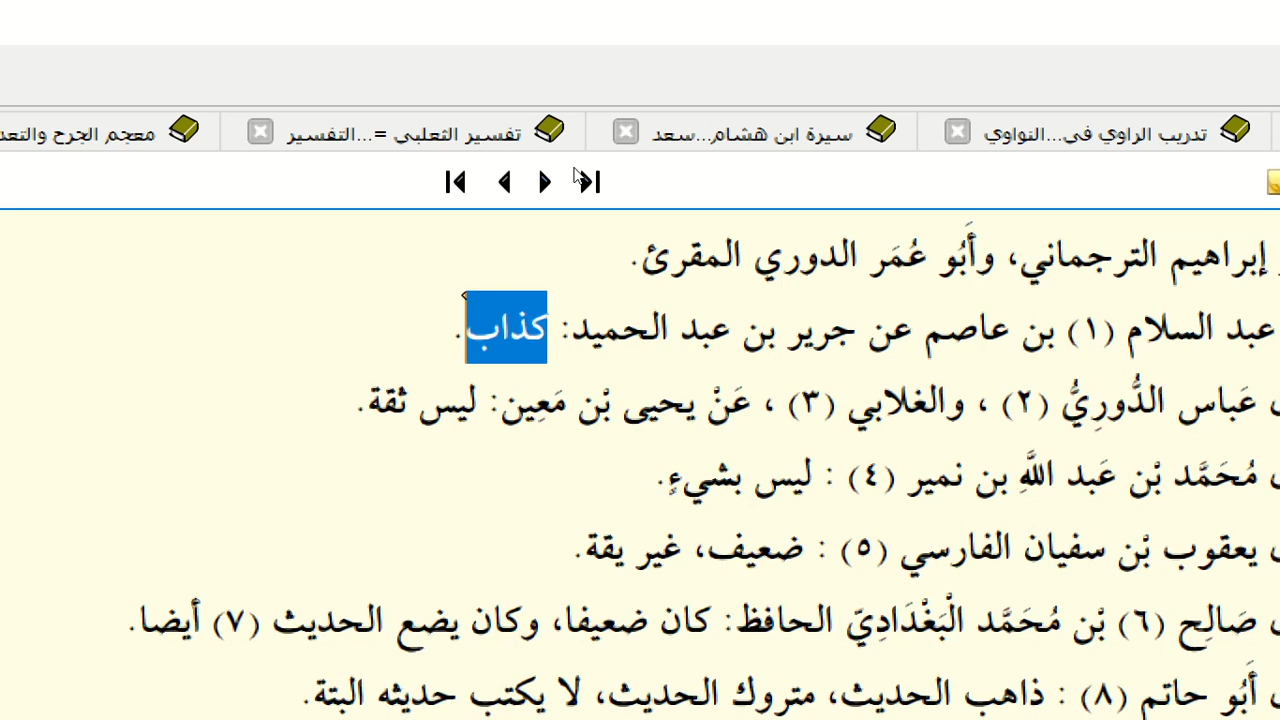 تدريب الراوي في...النواوي
سيرة ابن هشام...سعد
تفسير الثعلبي =...التفسير
معجم الجرح والتعد
إبراهيم الترجماني، وأَبُو عُمَر الدوري المقرئ.
عبد السلام (١) بن عاصم عن جرير بن عبد الحميد: كذاب.
عَباس الدُّورِيُّ (٢) ، والغلابي (٣) ، عَنْ يحيى بْن مَعِين: ليس ثقة.
مُحَمَّد بْن عَبد اللَّهِ بن نمير (٤) : ليس بشيءٍ.
يعقوب بْن سفيان الفارسي (٥) : ضعيف، غير يقة.
صَالِح (٦) بْن مُحَمَّد الْبَغْدَادِيّ الحافظ: كان ضعيفا، وكان يضع الحديث (٧) أيضا.
أَبُو حاتم (٨) : ذاهب الحديث، متروك الحديث، لا يكتب حديثه البتة.